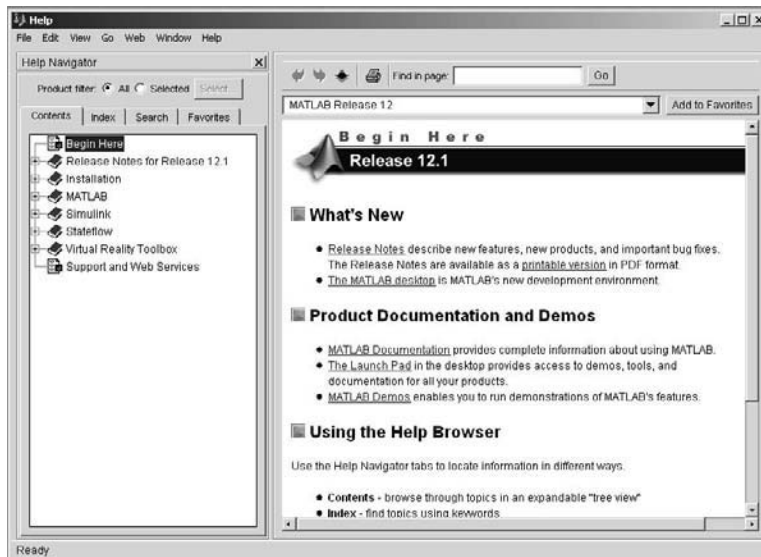 Help
File Edit View Go Web Window Help
Help Navigator
Product filter: All Selected Select...
Contents Index Search Favorites
Begin Here
Release Notes for Release 12.1
Installation
MATLAB
Simulink
Stateflow
Virtual Reality Toolbox
Support and Web Services
Find in page: Go
MATLAB Release 12 Add to Favorites
Begin Here
Release 12.1
What's New
Release Notes describe new features, new products, and important bug fixes.
The Release Notes are available as a printable version in PDF format.
The MATLAB desktop is MATLAB's new development environment.
Product Documentation and Demos
MATLAB Documentation provides complete information about using MATLAB.
The Launch Pad in the desktop provides access to demos, tools, and
documentation for all your products.
MATLAB Demos enables you to run demonstrations of MATLAB's features.
Using the Help Browser
Use the Help Navigator tabs to locate information in different ways.
Contents - browse through topics in an expandable "tree view"
Index - find topics using keywords
Ready